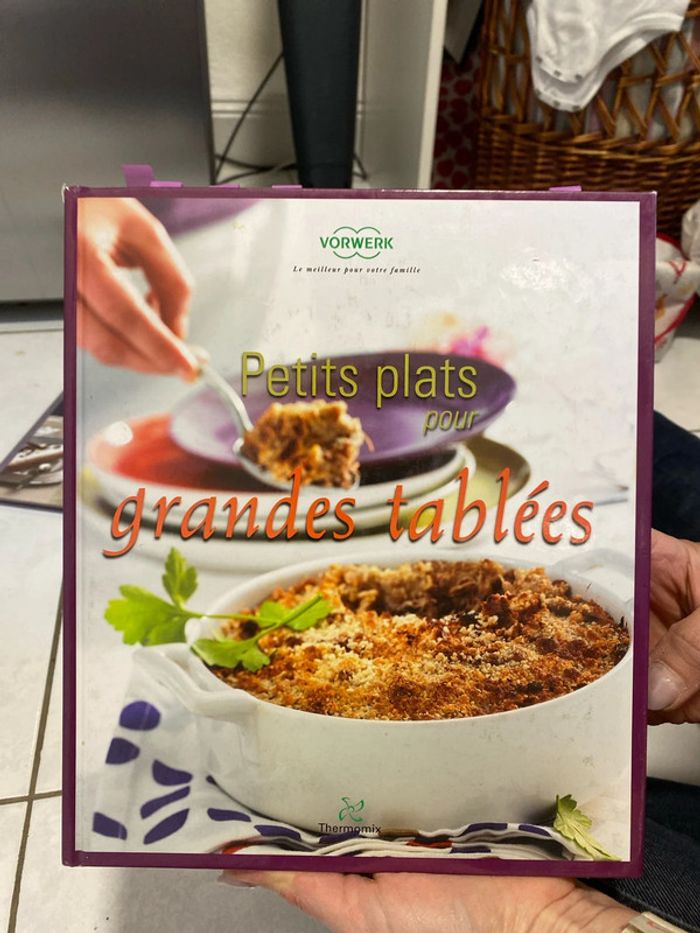 VORWERK
Le meilleur pour votre famille
Petits plats
pour
grandes tablées
Thermomix